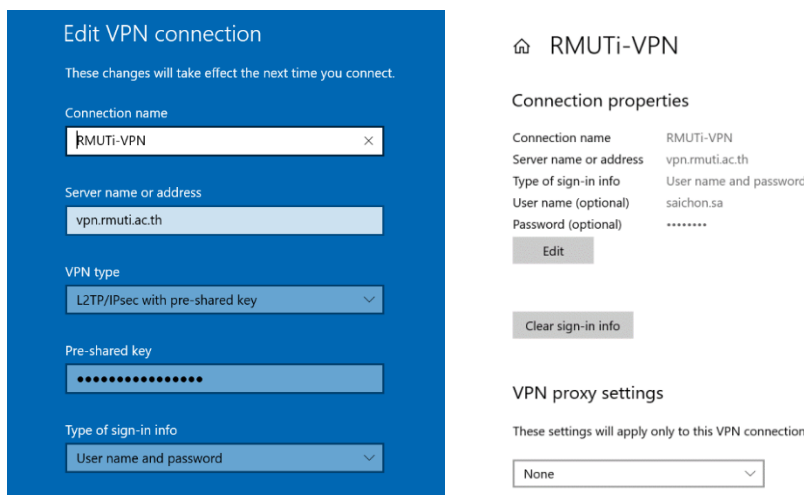 Edit VPN connection
These changes will take effect the next time you connect.
Connection name
RMUTi-VPN
Server name or address
vpn.rmuti.ac.th
VPN type
L2TP/IPsec with pre-shared key
Pre-shared key
••••••••••••••••
Type of sign-in info
User name and password
RMUTi-VPN
Connection properties
Connection name RMUTi-VPN
Server name or address vpn.rmuti.ac.th
Type of sign-in info User name and password
User name (optional) saichon.sa
Password (optional) ••••••••
Edit
Clear sign-in info
VPN proxy settings
These settings will apply only to this VPN connection
None